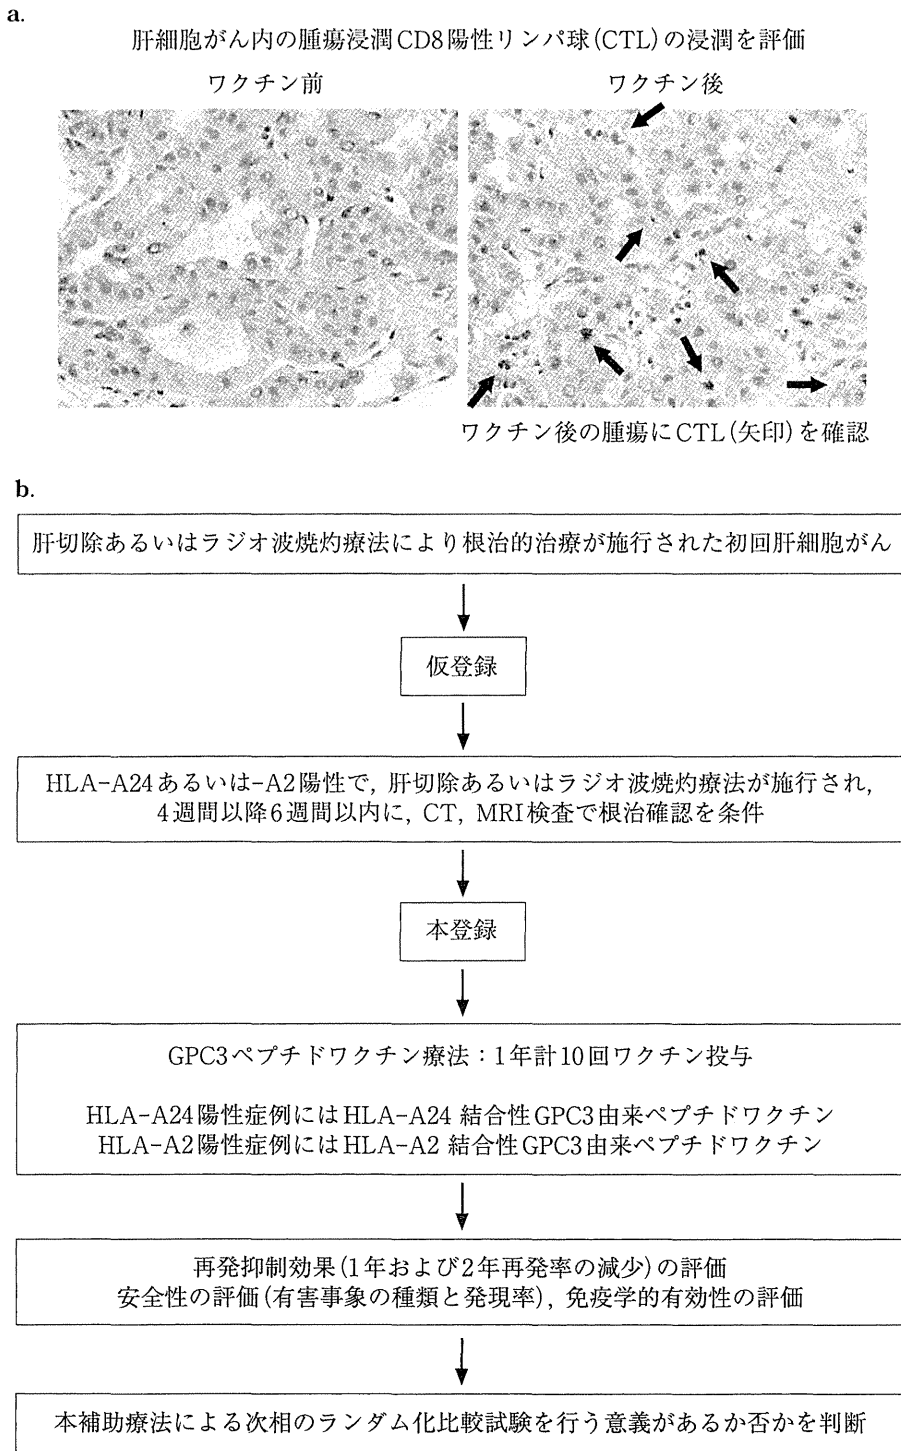 a.
肝細胞がん内の腫瘍浸潤CD8陽性リンパ球(CTL)の浸潤を評価
ワクチン前
ワクチン後
ワクチン後の腫瘍にCTL(矢印)を確認
b.
肝切除あるいはラジオ波焼灼療法により根治的治療が施行された初回肝細胞がん
仮登録
HLA-A24あるいは-A2陽性で, 肝切除あるいはラジオ波焼灼療法が施行され,
4週間以降6週間以内に, CT, MRI検査で根治確認を条件
本登録
GPC3ペプチドワクチン療法：1年計10回ワクチン投与
HLA-A24陽性症例にはHLA-A24 結合性GPC3由来ペプチドワクチン
HLA-A2陽性症例にはHLA-A2 結合性GPC3由来ペプチドワクチン
再発抑制効果(1年および2年再発率の減少)の評価
安全性の評価(有害事象の種類と発現率), 免疫学的有効性の評価
本補助療法による次相のランダム化比較試験を行う意義があるか否かを判断